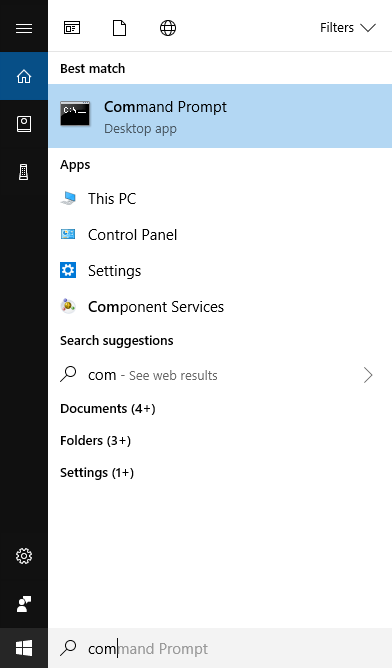 Filters
Best match
Command Prompt
Desktop app
Apps
This PC
Control Panel
Settings
Component Services
Search suggestions
com - See web results
Documents (4+)
Folders (3+)
Settings (1+)
command Prompt